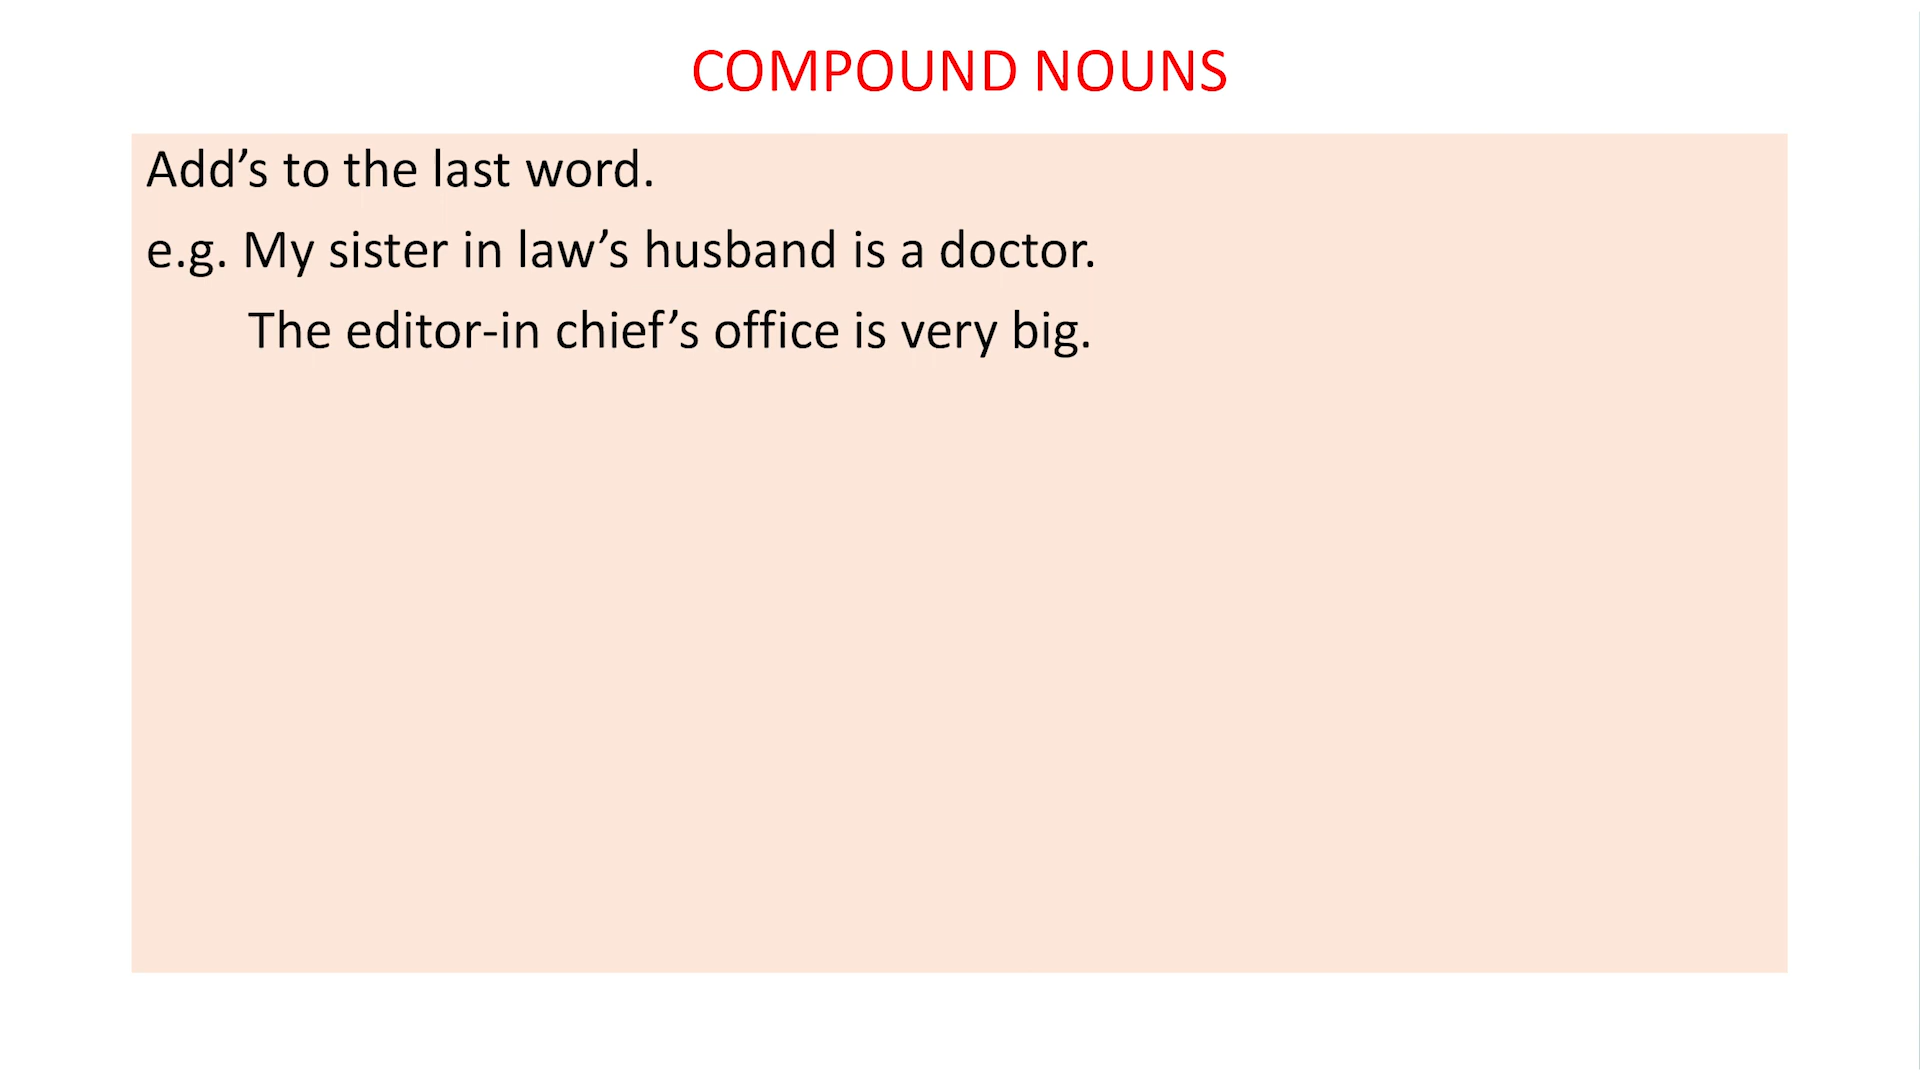 COMPOUND NOUNS
Add’s to the last word.
e.g. My sister in law’s husband is a doctor.
The editor-in chief’s office is very big.